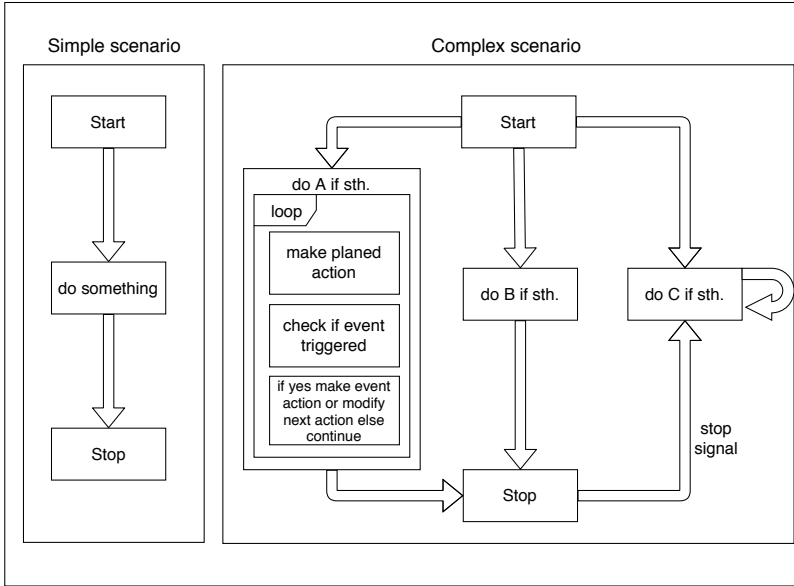 Simple scenario
Start
do something
Stop
Complex scenario
Start
do A if sth.
loop
make planed
action
check if event
triggered
if yes make event
action or modify
next action else
continue
do B if sth.
do C if sth.
stop
signal
Stop